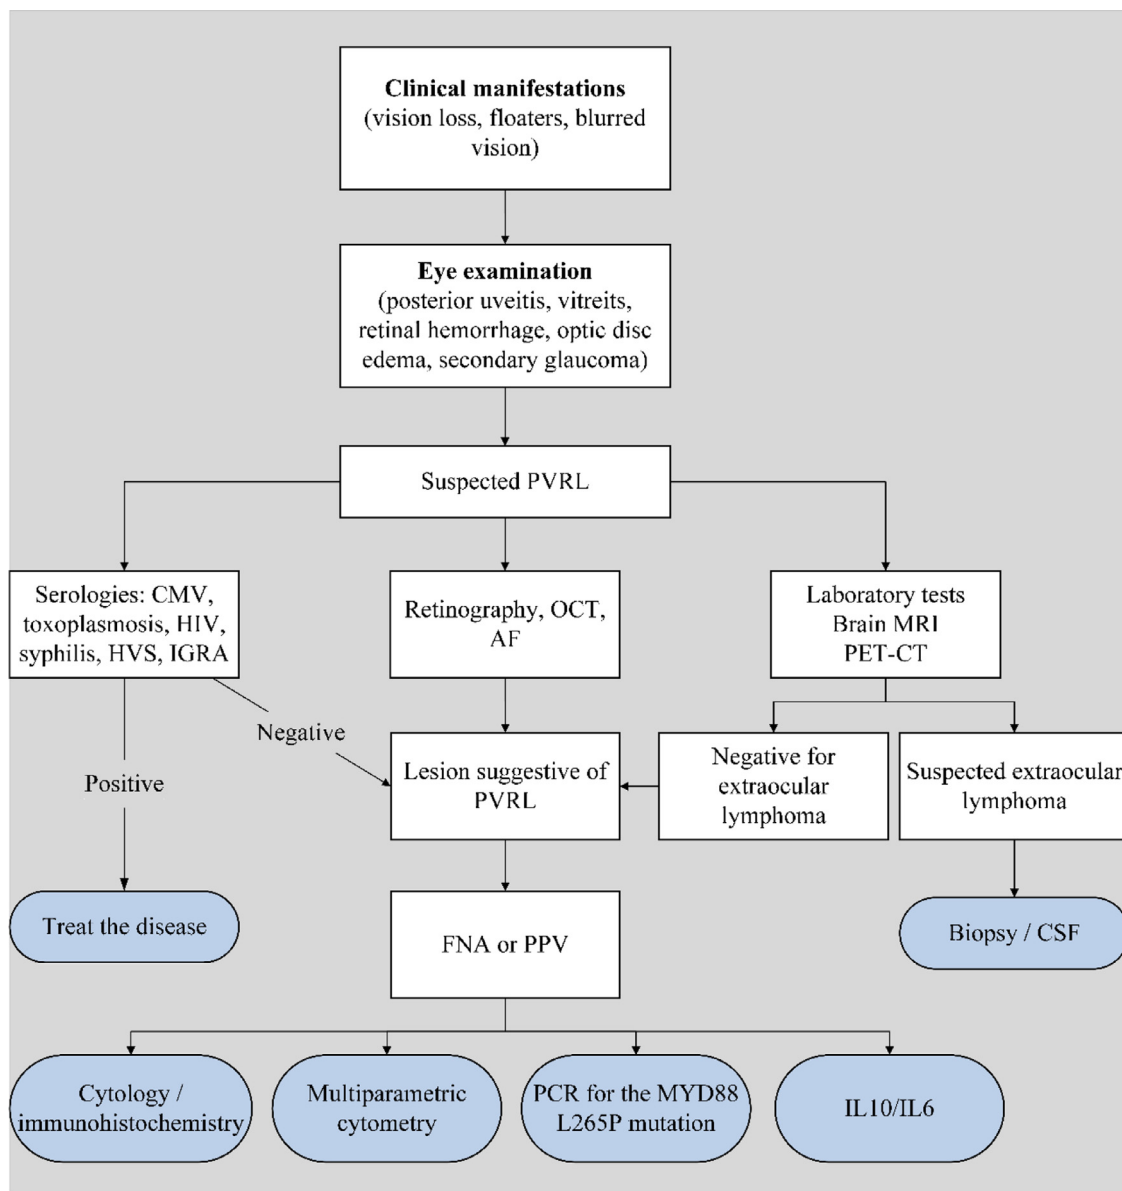 Clinical manifestations
(vision loss, floaters, blurred
vision)
Eye examination
(posterior uveitis, vitreits,
retinal hemorrhage, optic disc
edema, secondary glaucoma)
Suspected PVRL
Serologies: CMV,
toxoplasmosis, HIV,
syphilis, HVS, IGRA
Retinography, OCT,
AF
Laboratory tests
Brain MRI
PET-CT
Negative
Positive
Lesion suggestive of
PVRL
Negative for
extraocular
lymphoma
Suspected extraocular
lymphoma
Treat the disease
FNA or PPV
Biopsy / CSF
Cytology /
immunohistochemistry
Multiparametric
cytometry
PCR for the MYD88
L265P mutation
IL10/IL6